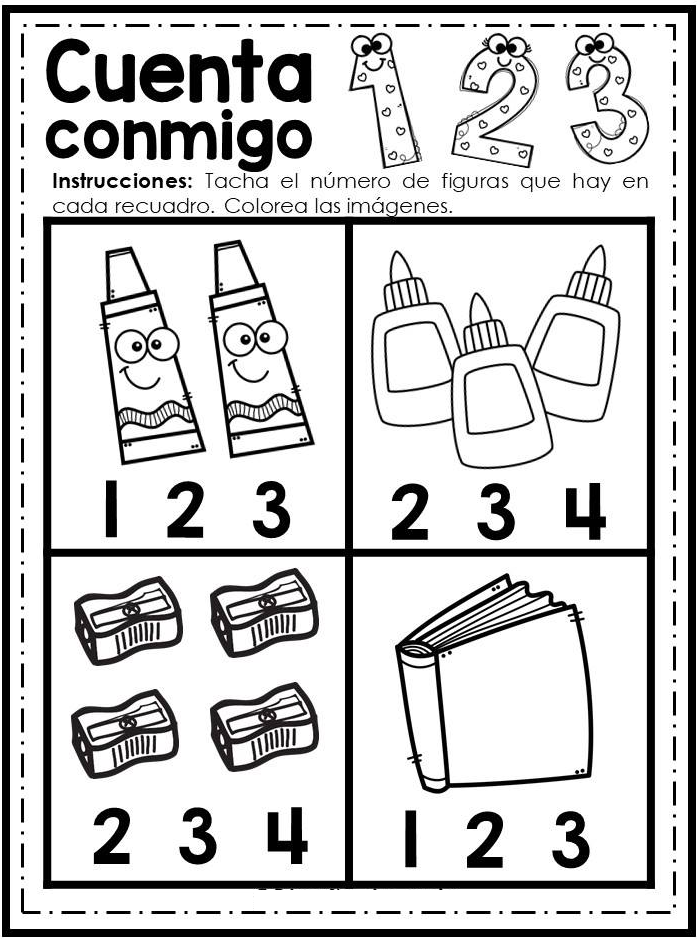 Cuenta 1 2 3
conmigo
Instrucciones: Tacha el número de figuras que hay en
cada recuadro. Colorea las imágenes.
1 2 3
2 3 4
2 3 4
1 2 3